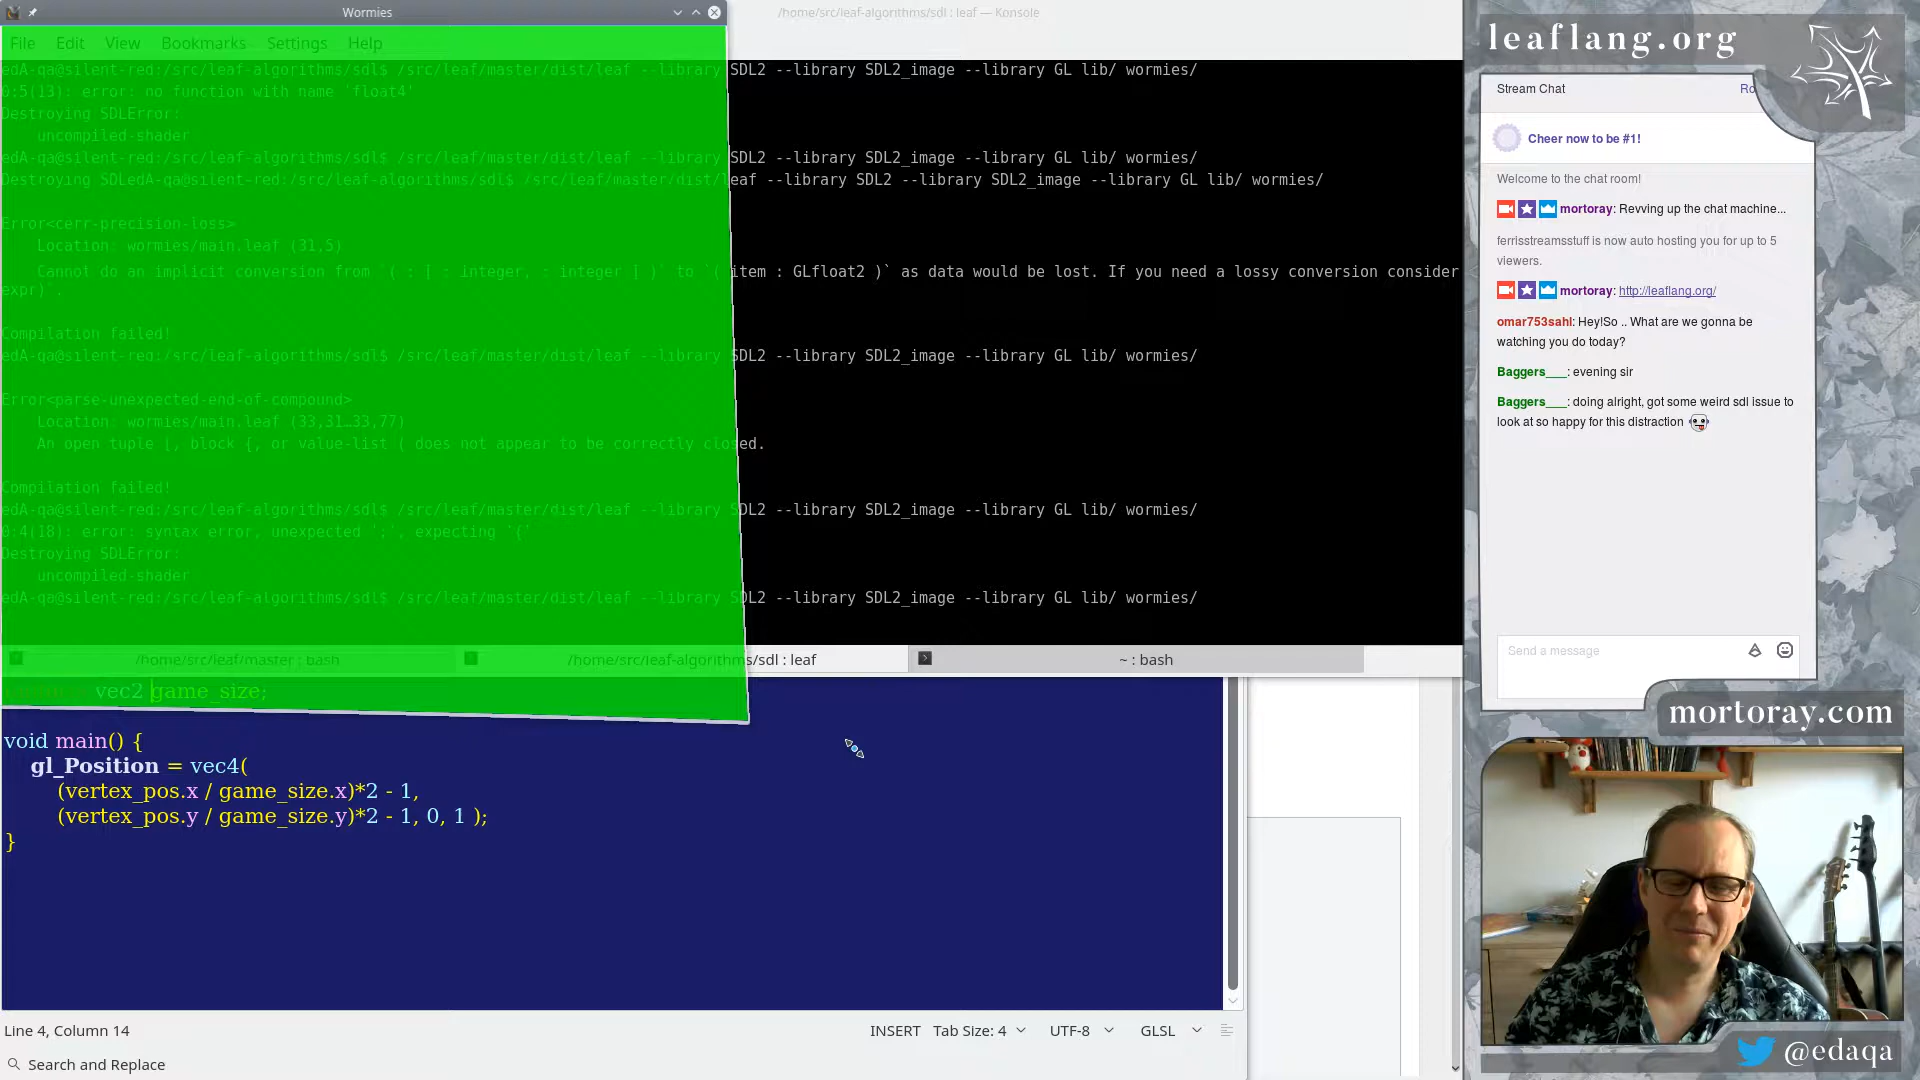 Wormies
/home/src/leaf-algorithms/sdl : leaf — Konsole
File Edit View Bookmarks Settings Help
edA-qa@silent-red:/src/leaf-algorithms/sdl$ /src/leaf/master/dist/leaf --library SDL2 --library SDL2_image --library GL lib/ wormies/
0:5(13): error: no function with name 'float4'
Destroying SDLError:
uncompiled-shader
edA-qa@silent-red:/src/leaf-algorithms/sdl$ /src/leaf/master/dist/leaf --library SDL2 --library SDL2_image --library GL lib/ wormies/
Destroying SDLedA-qa@silent-red:/src/leaf-algorithms/sdl$ /src/leaf/master/dist/leaf --library SDL2 --library SDL2_image --library GL lib/ wormies/
Error<cerr-precision-loss>
Location: wormies/main.leaf (31,5)
Cannot do an implicit conversion from `( : [ : integer, : integer ] )` to `( item : GLfloat2 )` as data would be lost. If you need a lossy conversion consider
expr)`.
Compilation failed!
edA-qa@silent-red:/src/leaf-algorithms/sdl$ /src/leaf/master/dist/leaf --library SDL2 --library SDL2_image --library GL lib/ wormies/
Error<parse-unexpected-end-of-compound>
Location: wormies/main.leaf (33,31…33,77)
An open tuple [, block {, or value-list ( does not appear to be correctly closed.
Compilation failed!
edA-qa@silent-red:/src/leaf-algorithms/sdl$ /src/leaf/master/dist/leaf --library SDL2 --library SDL2_image --library GL lib/ wormies/
0:4(18): error: syntax error, unexpected ';', expecting '{'
Destroying SDLError:
uncompiled-shader
edA-qa@silent-red:/src/leaf-algorithms/sdl$ /src/leaf/master/dist/leaf --library SDL2 --library SDL2_image --library GL lib/ wormies/
/home/src/leaf/master : bash /home/src/leaf-algorithms/sdl : leaf ~ : bash
vec2 game_size;
void main() {
gl_Position = vec4(
(vertex_pos.x / game_size.x)*2 - 1,
(vertex_pos.y / game_size.y)*2 - 1, 0, 1 );
}
Line 4, Column 14 INSERT Tab Size: 4 UTF-8 GLSL
Search and Replace
leaflang.org
Stream Chat
Cheer now to be #1!
Welcome to the chat room!
mortoray: Revving up the chat machine...
ferrisstreamsstuff is now auto hosting you for up to 5
viewers.
mortoray: http://leaflang.org/
omar753sahl: Hey!So .. What are we gonna be
watching you do today?
Baggers___: evening sir
Baggers___: doing alright, got some weird sdl issue to
look at so happy for this distraction
Send a message
mortoray.com
@edaqa